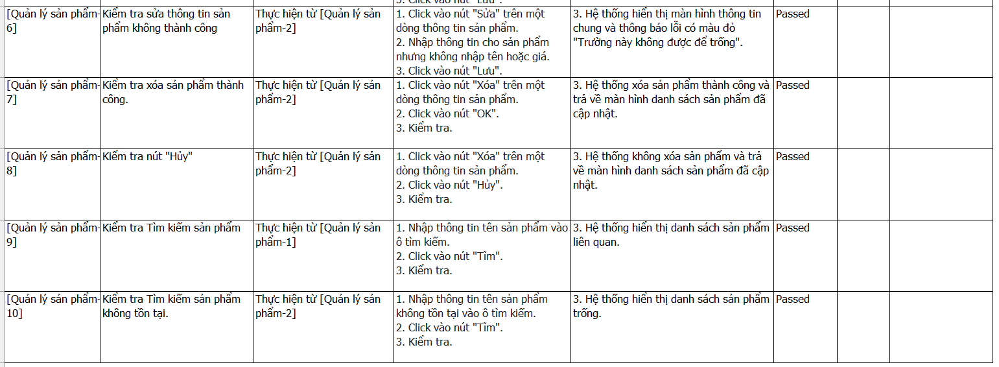 3. Click vào nút "Lưu".
[Quản lý sản phẩm-
6]
Kiểm tra sửa thông tin sản
phẩm không thành công
Thực hiện từ [Quản lý sản
phẩm-2]
1. Click vào nút "Sửa" trên một
dòng thông tin sản phẩm.
2. Nhập thông tin cho sản phẩm
nhưng không nhập tên hoặc giá.
3. Click vào nút "Lưu".
3. Hệ thống hiển thị màn hình thông tin
chung và thông báo lỗi có màu đỏ
"Trường này không được để trống".
Passed
[Quản lý sản phẩm-
7]
Kiểm tra xóa sản phẩm thành
công.
Thực hiện từ [Quản lý sản
phẩm-2]
1. Click vào nút "Xóa" trên một
dòng thông tin sản phẩm.
2. Click vào nút "OK".
3. Kiểm tra.
3. Hệ thống xóa sản phẩm thành công và
trả về màn hình danh sách sản phẩm đã
cập nhật.
Passed
[Quản lý sản phẩm-
8]
Kiểm tra nút "Hủy"
Thực hiện từ [Quản lý sản
phẩm-2]
1. Click vào nút "Xóa" trên một
dòng thông tin sản phẩm.
2. Click vào nút "Hủy".
3. Kiểm tra.
3. Hệ thống không xóa sản phẩm và trả
về màn hình danh sách sản phẩm đã cập
nhật.
Passed
[Quản lý sản phẩm-
9]
Kiểm tra Tìm kiếm sản phẩm
Thực hiện từ [Quản lý sản
phẩm-1]
1. Nhập thông tin tên sản phẩm vào
ô tìm kiếm.
2. Click vào nút "Tìm".
3. Kiểm tra.
3. Hệ thống hiển thị danh sách sản phẩm
liên quan.
Passed
[Quản lý sản phẩm-
10]
Kiểm tra Tìm kiếm sản phẩm
không tồn tại.
Thực hiện từ [Quản lý sản
phẩm-2]
1. Nhập thông tin tên sản phẩm
không tồn tại vào ô tìm kiếm.
2. Click vào nút "Tìm".
3. Kiểm tra.
3. Hệ thống hiển thị danh sách sản phẩm
trống.
Passed